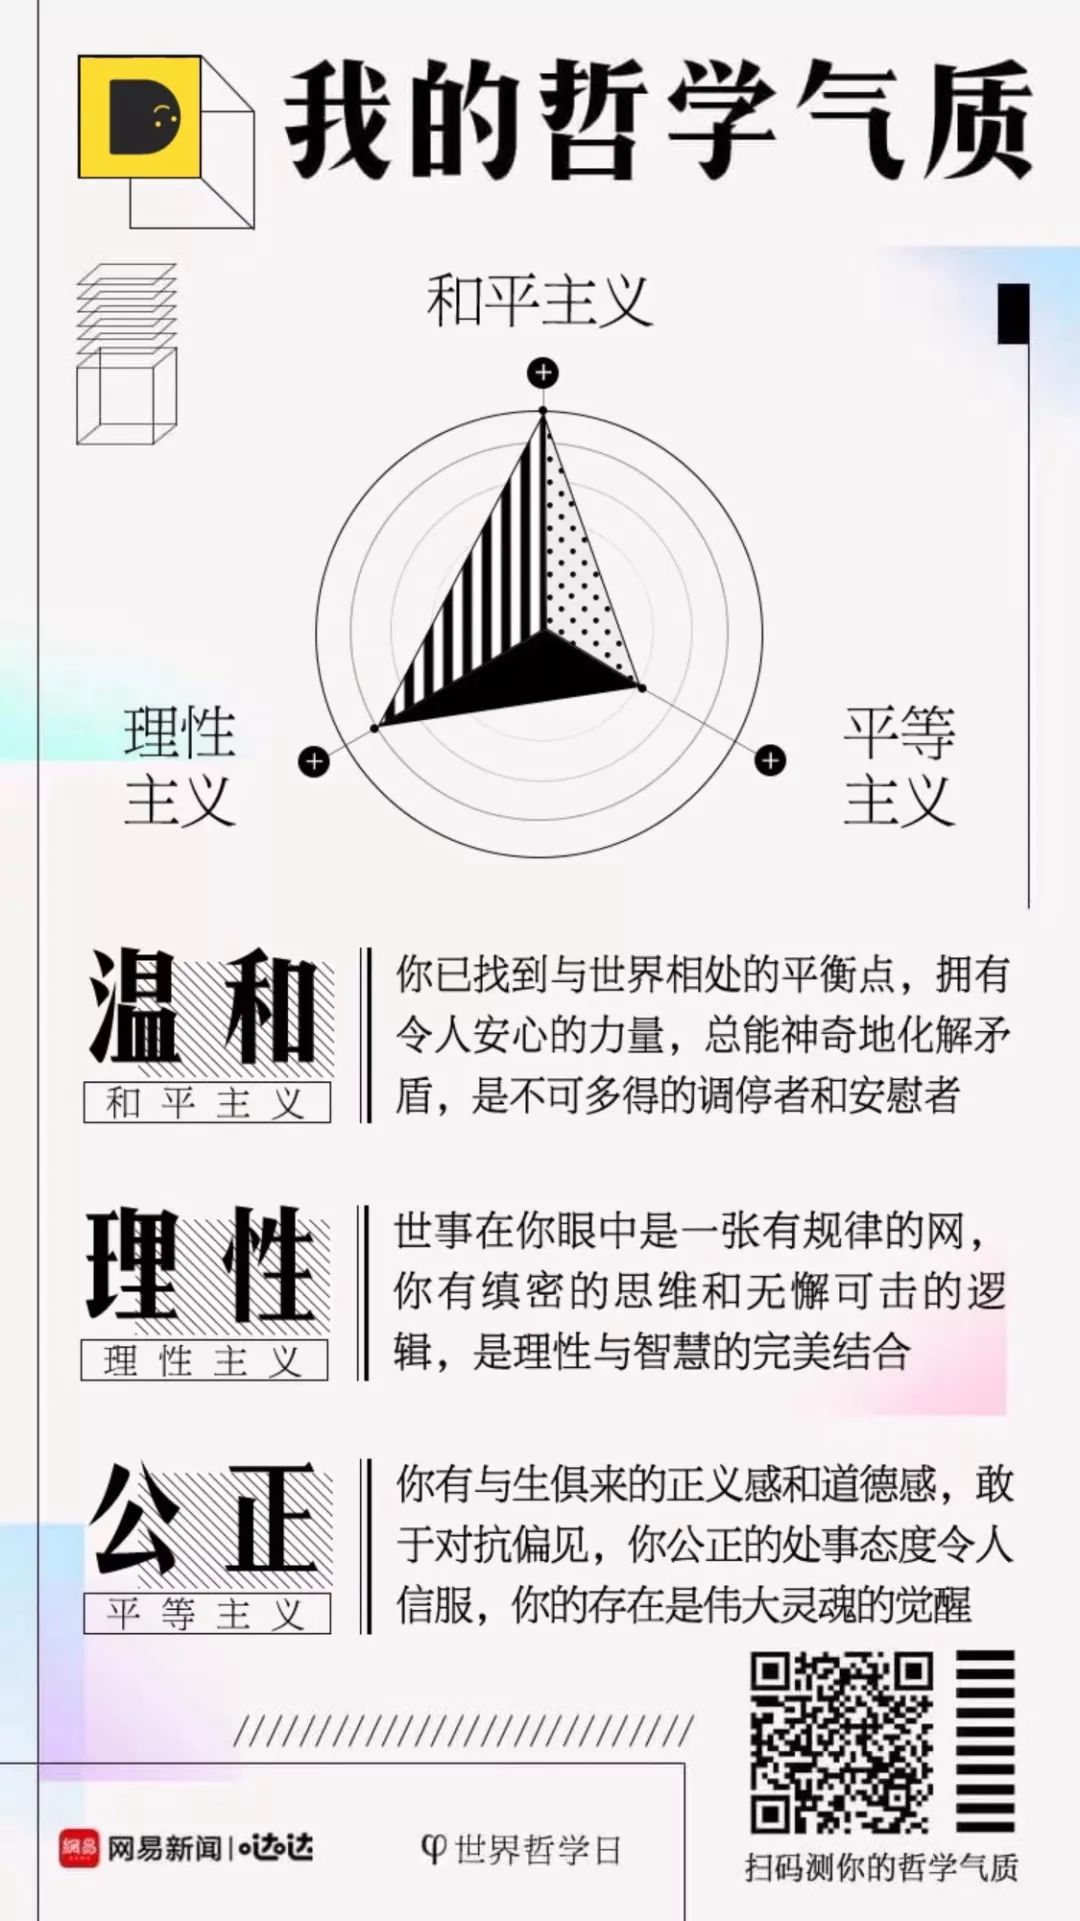 我的哲学气质
和平主义
理性
主义
平等
主义
温和
和平主义
你已找到与世界相处的平衡点，拥有
令人安心的力量，总能神奇地化解矛
盾，是不可多得的调停者和安慰者
理性
理性主义
世事在你眼中是一张有规律的网，
你有缜密的思维和无懈可击的逻
辑，是理性与智慧的完美结合
公正
平等主义
你有与生俱来的正义感和道德感，敢
于对抗偏见，你公正的处事态度令人
信服，你的存在是伟大灵魂的觉醒
網易 网易新闻 | 哒哒
φ 世界哲学日
扫码测你的哲学气质